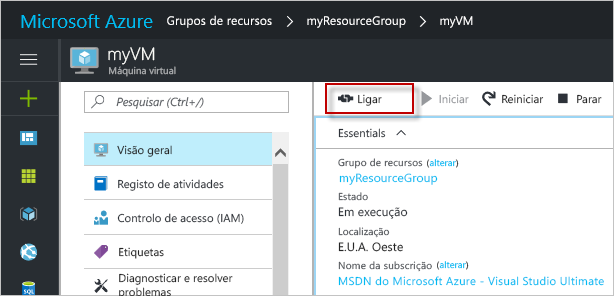 Microsoft Azure Grupos de recursos > myResourceGroup > myVM
myVM
Máquina virtual
Pesquisar (Ctrl+/)
Visão geral
Registo de atividades
Controlo de acesso (IAM)
Etiquetas
Diagnosticar e resolver
problemas
Ligar Iniciar Reiniciar Parar
Essentials
Grupo de recursos (alterar)
myResourceGroup
Estado
Em execução
Localização
E.U.A. Oeste
Nome da subscrição (alterar)
MSDN do Microsoft Azure - Visual Studio Ultimate
SQL